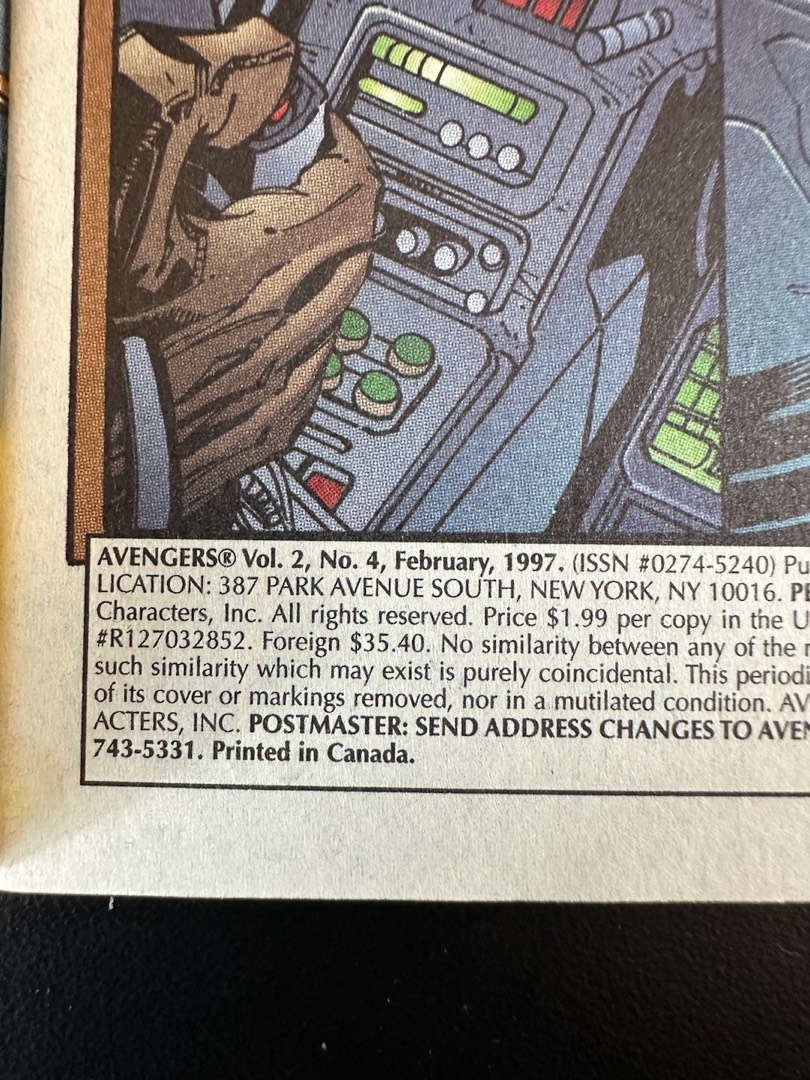 AVENGERS® Vol. 2, No. 4, February, 1997. (ISSN #0274-5240) Pu
LICATION: 387 PARK AVENUE SOUTH, NEW YORK, NY 10016. PE
Characters, Inc. All rights reserved. Price $1.99 per copy in the U
#R127032852. Foreign $35.40. No similarity between any of the
such similarity which may exist is purely coincidental. This periodi
of its cover or markings removed, nor in a mutilated condition. AV
ACTERS, INC. POSTMASTER: SEND ADDRESS CHANGES TO AVEN
743-5331. Printed in Canada.